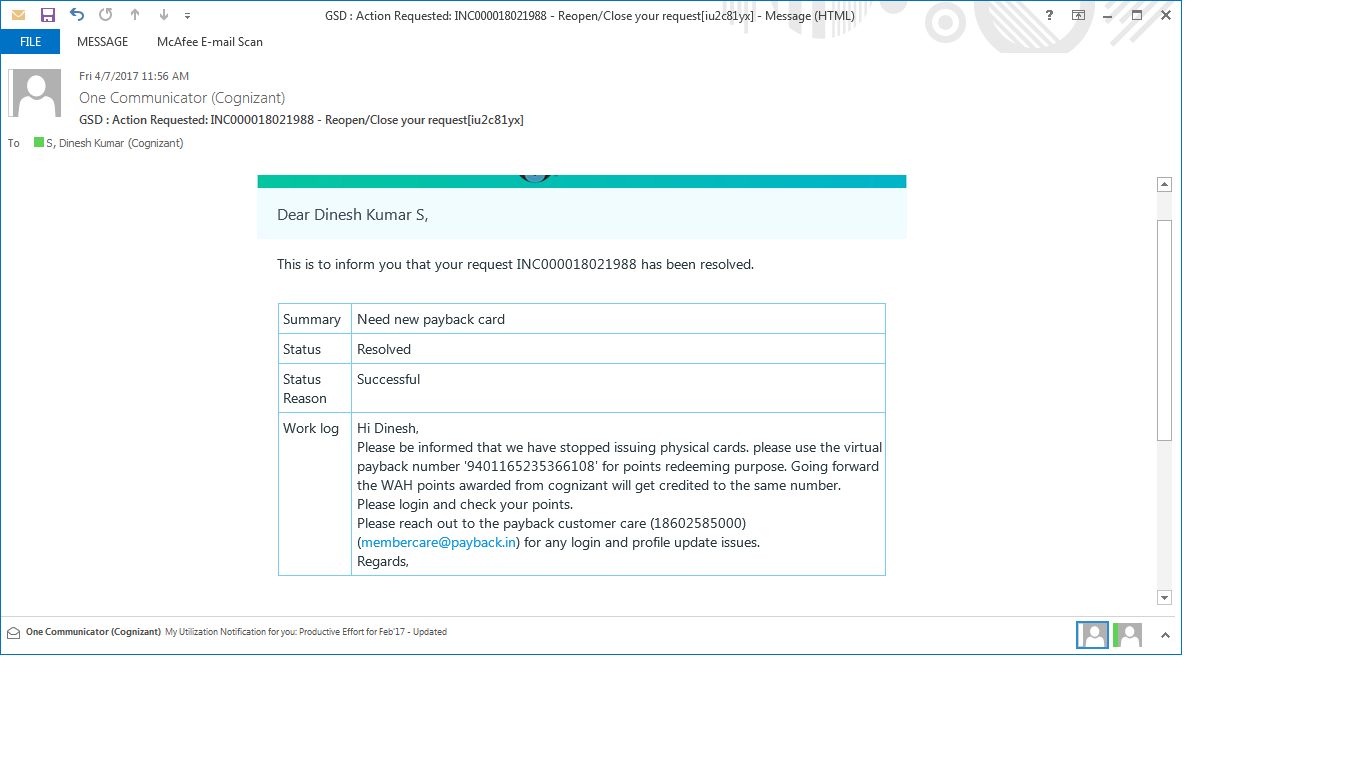 GSD : Action Requested: INC000018021988 - Reopen/Close your request[iu2c81yx] - Message (HTML)
?
FILE MESSAGE McAfee E-mail Scan
Fri 4/7/2017 11:56 AM
One Communicator (Cognizant)
GSD : Action Requested: INC000018021988 - Reopen/Close your request[iu2c81yx]
To S, Dinesh Kumar (Cognizant)
Dear Dinesh Kumar S,
This is to inform you that your request INC000018021988 has been resolved.
Summary Need new payback card
Status Resolved
Status Successful
Reason
Work log Hi Dinesh,
Please be informed that we have stopped issuing physical cards. please use the virtual
payback number '9401165235366108' for points redeeming purpose. Going forward
the WAH points awarded from cognizant will get credited to the same number.
Please login and check your points.
Please reach out to the payback customer care (18602585000)
(membercare@payback.in) for any login and profile update issues.
Regards,
One Communicator (Cognizant) My Utilization Notification for you: Productive Effort for Feb'17 - Updated